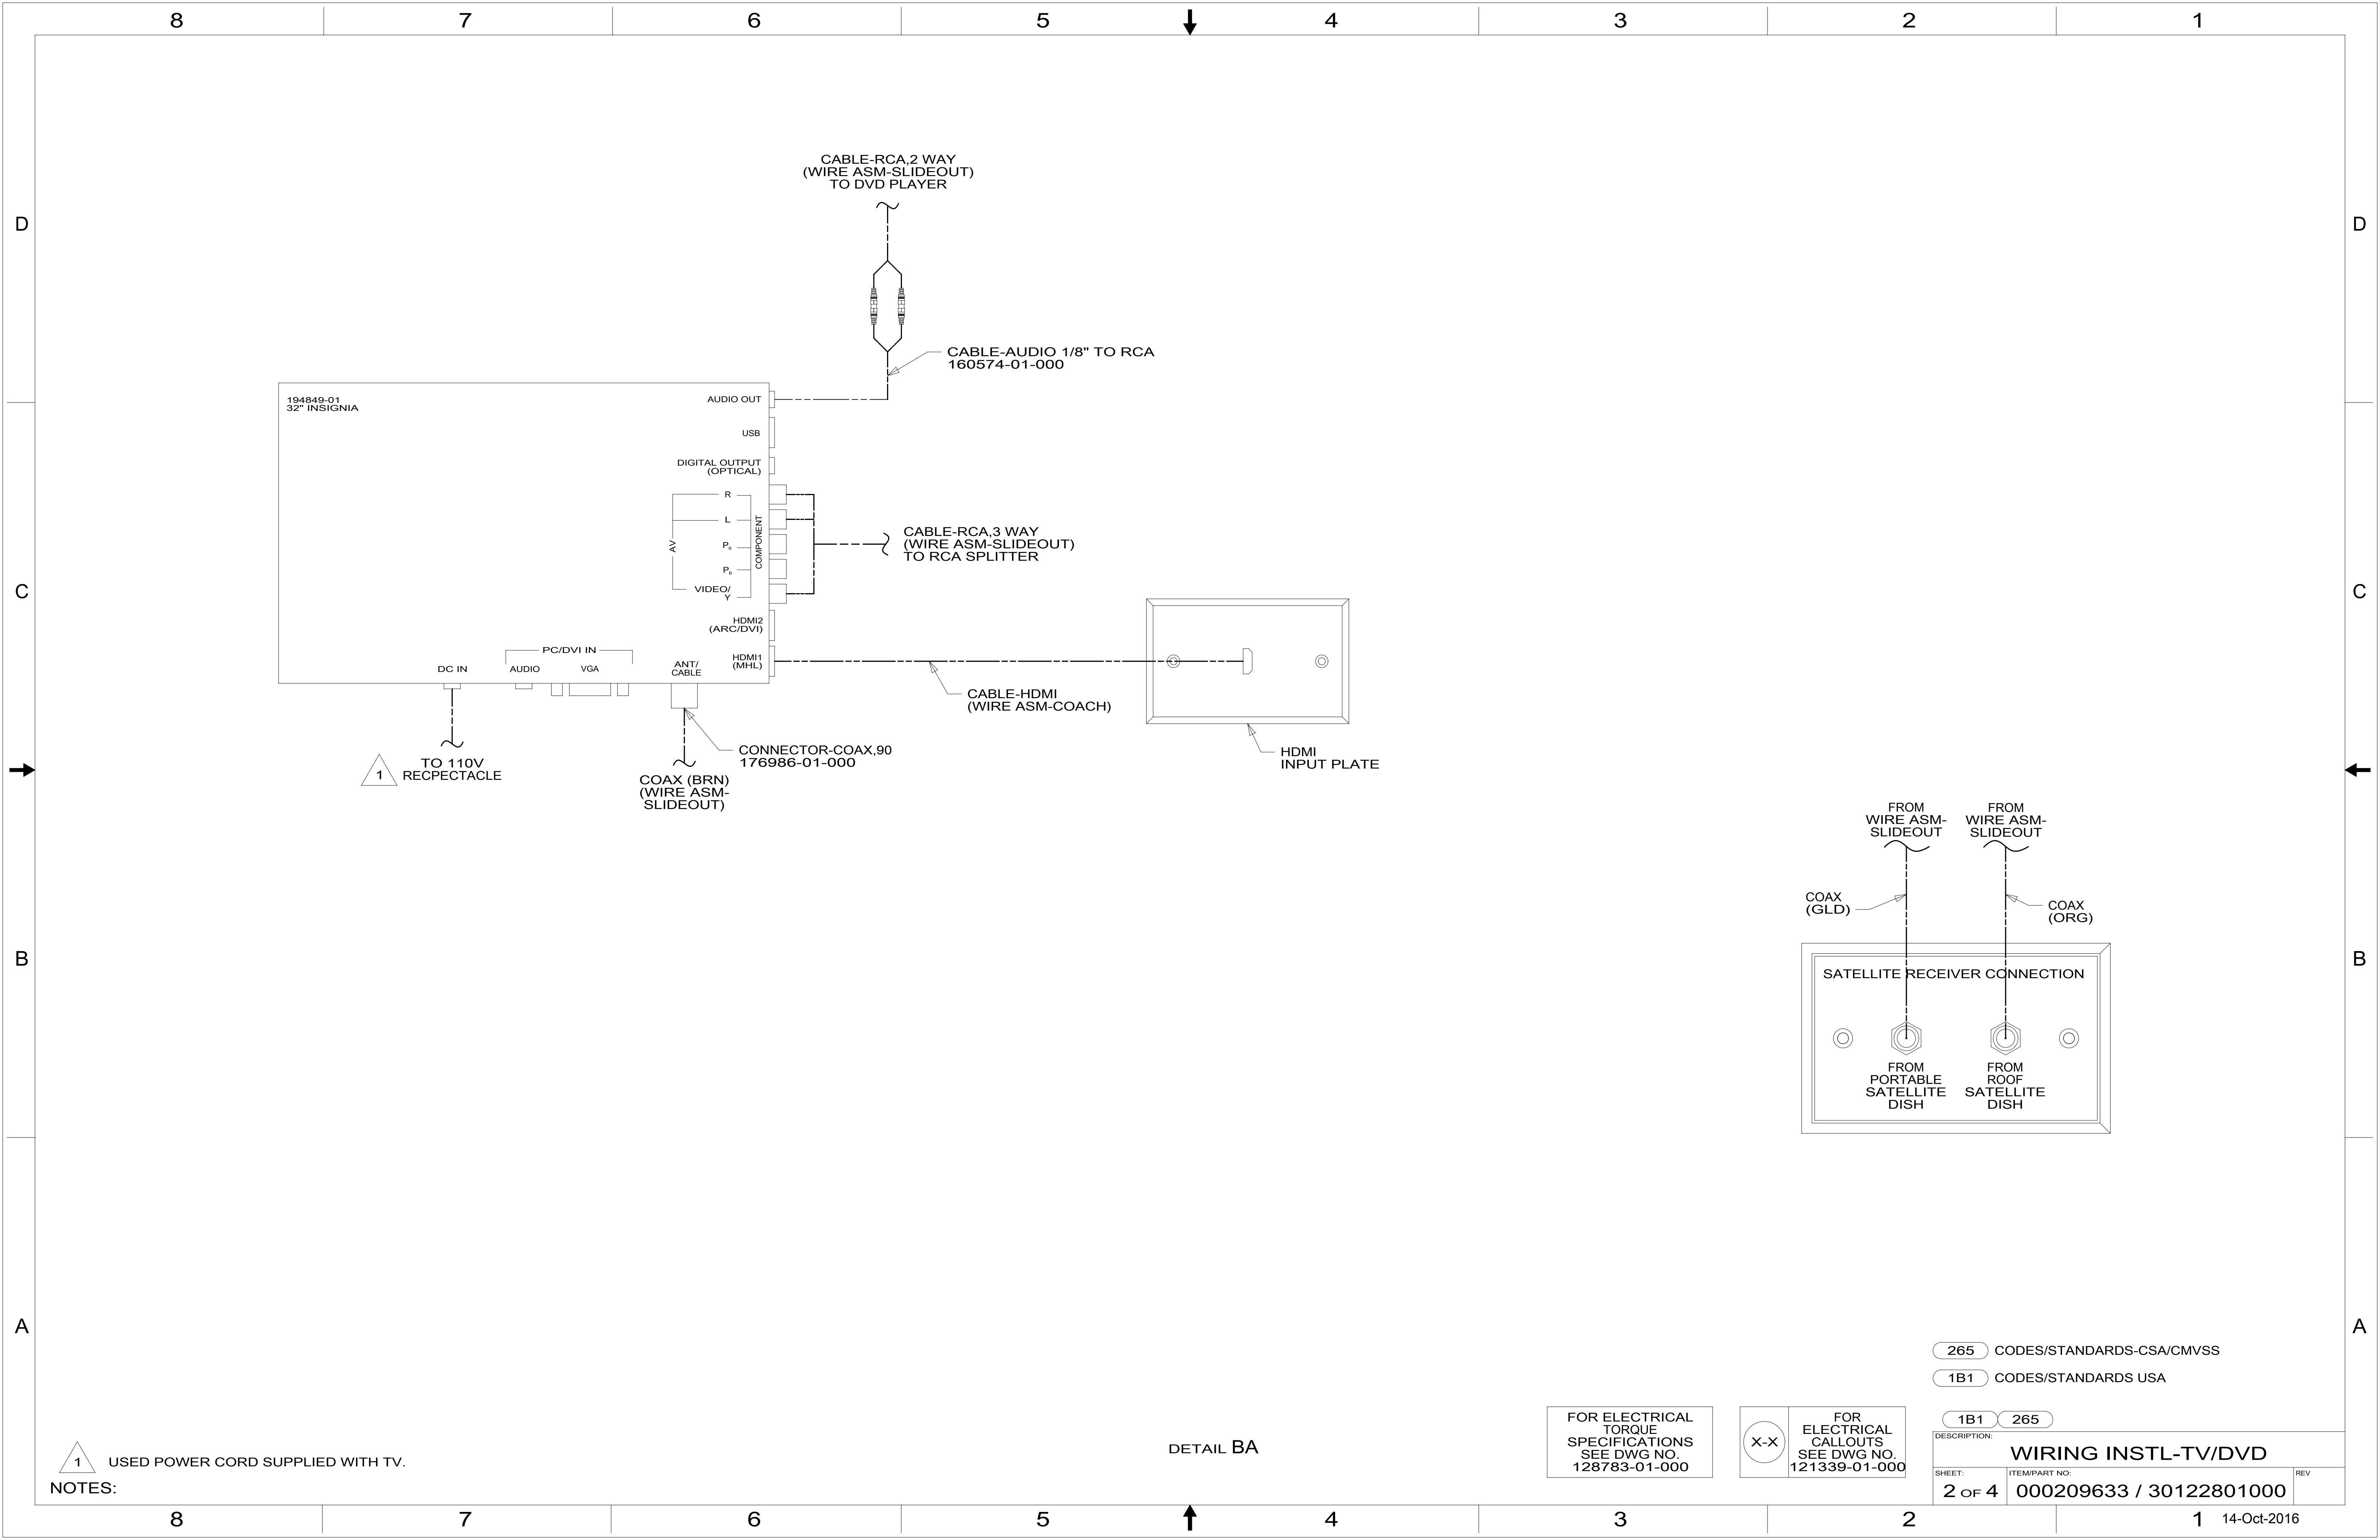 8 7 6 5 4 3 2 1
D
D
CABLE-RCA,2 WAY
(WIRE ASM-SLIDEOUT)
TO DVD PLAYER
CABLE-AUDIO 1/8" TO RCA
160574-01-000
194849-01
32" INSIGNIA
AUDIO OUT
USB
DIGITAL OUTPUT
(OPTICAL)
R
L
PR
PB
VIDEO/
Y
AV
COMPONENT
CABLE-RCA,3 WAY
(WIRE ASM-SLIDEOUT)
TO RCA SPLITTER
C
C
HDMI2
(ARC/DVI)
HDMI1
(MHL)
PC/DVI IN
DC IN
AUDIO
VGA
ANT/
CABLE
CABLE-HDMI
(WIRE ASM-COACH)
HDMI
INPUT PLATE
CONNECTOR-COAX,90
176986-01-000
1
TO 110V
RECPECTACLE
COAX (BRN)
(WIRE ASM-
SLIDEOUT)
FROM
WIRE ASM-
SLIDEOUT
FROM
WIRE ASM-
SLIDEOUT
COAX
(GLD)
COAX
(ORG)
B
B
SATELLITE RECEIVER CONNECTION
FROM
PORTABLE
SATELLITE
DISH
FROM
ROOF
SATELLITE
DISH
A
A
265 CODES/STANDARDS-CSA/CMVSS
1B1 CODES/STANDARDS USA
1B1 265
1 USED POWER CORD SUPPLIED WITH TV.
NOTES:
DETAIL BA
FOR ELECTRICAL
TORQUE
SPECIFICATIONS
SEE DWG NO.
128783-01-000
X-X
FOR
ELECTRICAL
CALLOUTS
SEE DWG NO.
121339-01-000
DESCRIPTION:
WIRING INSTL-TV/DVD
SHEET:
2 OF 4
ITEM/PART NO:
000209633 / 30122801000
REV
8 7 6 5 4 3 2 1
14-Oct-2016